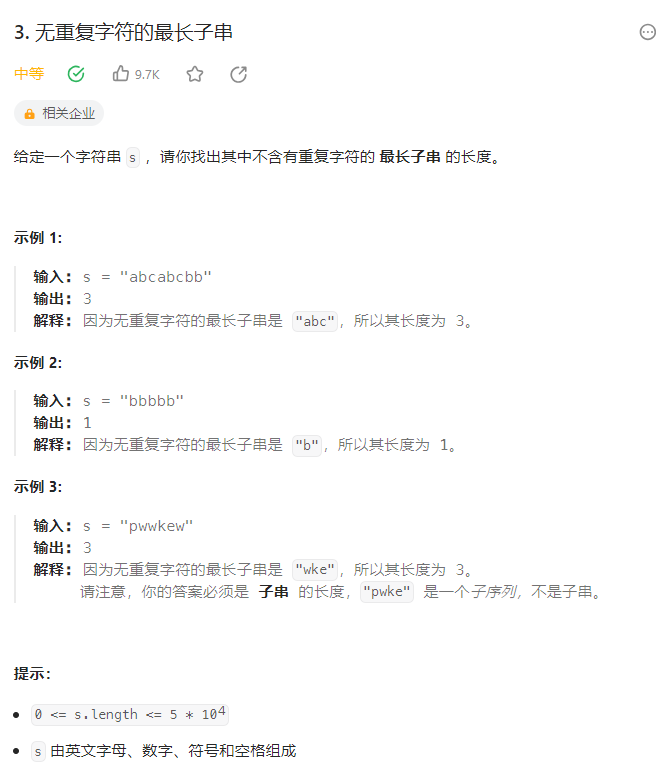 3. 无重复字符的最长子串
中等 9.7K
相关企业
给定一个字符串 s ，请你找出其中不含有重复字符的 最长子串 的长度。
示例 1:
输入: s = "abcabcbb"
输出: 3
解释: 因为无重复字符的最长子串是 "abc"，所以其长度为 3。
示例 2:
输入: s = "bbbbb"
输出: 1
解释: 因为无重复字符的最长子串是 "b"，所以其长度为 1。
示例 3:
输入: s = "pwwkew"
输出: 3
解释: 因为无重复字符的最长子串是 "wke"，所以其长度为 3。
请注意，你的答案必须是 子串 的长度，"pwke" 是一个子序列，不是子串。
提示：
0 <= s.length <= 5 * 10⁴
s 由英文字母、数字、符号和空格组成